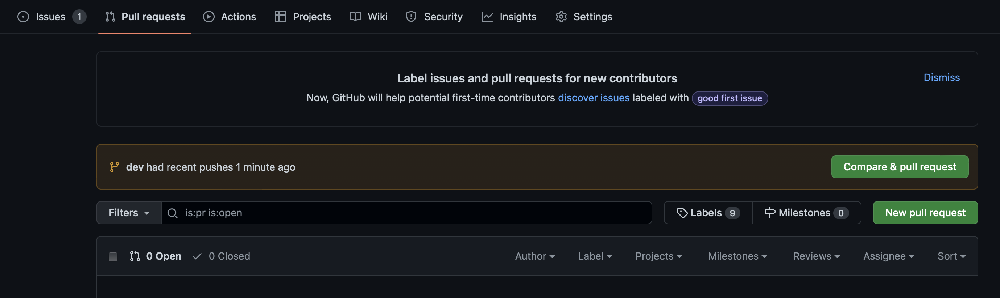 Issues 1 Pull requests Actions Projects Wiki Security Insights Settings
Label issues and pull requests for new contributors
Dismiss
Now, GitHub will help potential first-time contributors discover issues labeled with good first issue
dev had recent pushes 1 minute ago
Compare & pull request
Filters is:pr is:open Labels 9 Milestones 0 New pull request
0 Open 0 Closed Author Label Projects Milestones Reviews Assignee Sort